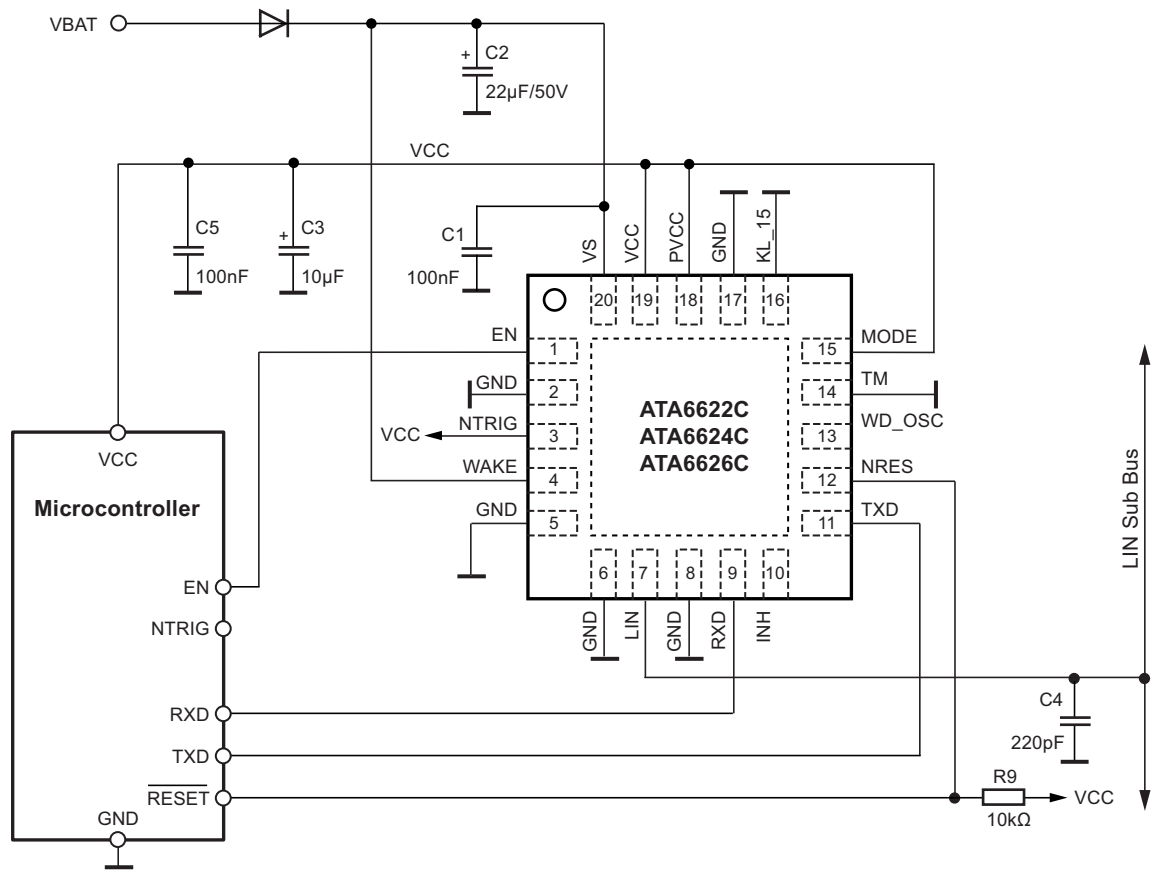 VBAT
+
C2
22µF/50V
VCC
C5
100nF
+
C3
10µF
C1
100nF
VS
VCC
PVCC
GND
KL_15
20
19
18
17
16
EN
1
GND
2
NTRIG
3
VCC
WAKE
4
GND
5
ATA6622C
ATA6624C
ATA6626C
15
MODE
14
TM
13
WD_OSC
12
NRES
11
TXD
6
7
8
9
10
GND
LIN
GND
RXD
INH
LIN Sub Bus
VCC
Microcontroller
EN
NTRIG
RXD
TXD
RESET
GND
C4
220pF
R9
10kΩ
VCC